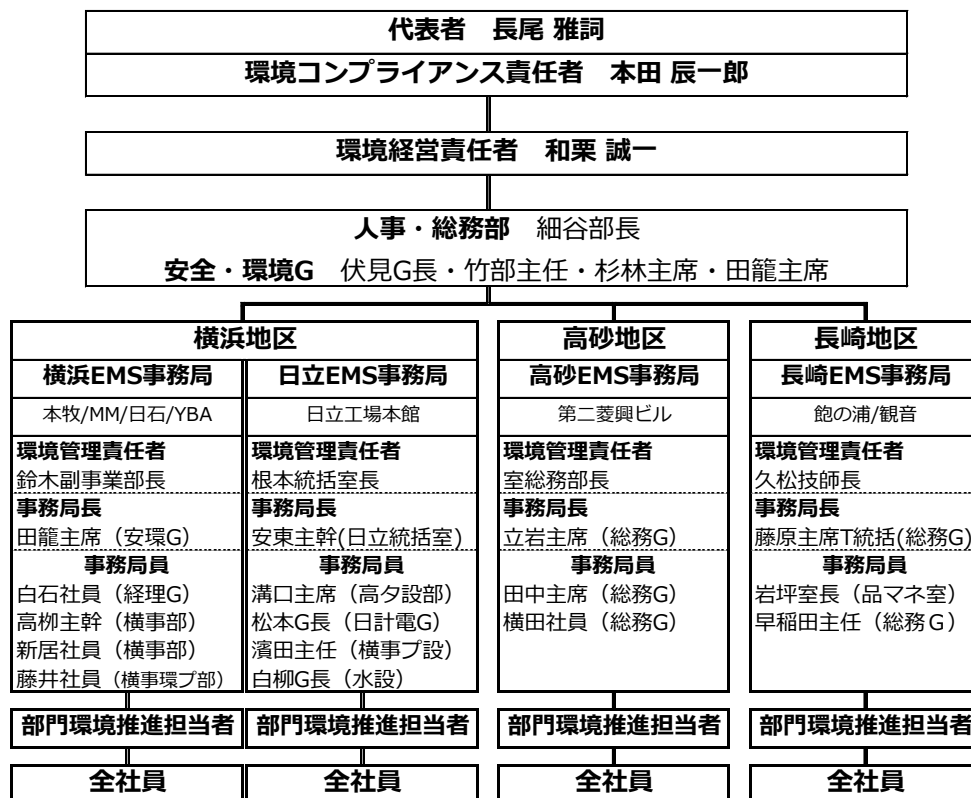 代表者　長尾 雅詞
環境コンプライアンス責任者　本田 辰一郎
環境経営責任者　和栗 誠一
人事・総務部　細谷部長
安全・環境G　伏見G長・竹部主任・杉林主席・田籠主席
横浜地区
横浜EMS事務局
本牧/MM/日石/YBA
環境管理責任者
鈴木副事業部長
事務局長
田籠主席（安環G）
事務局員
白石社員（経理G）
高栁主幹（横事部）
新居社員（横事部）
藤井社員（横事環プ部）
部門環境推進担当者
全社員
日立EMS事務局
日立工場本館
環境管理責任者
根本統括室長
事務局長
安東主幹(日立統括室)
事務局員
溝口主席（高タ設部）
松本G長（日計電G）
濱田主任（横事プ設）
白柳G長（水設）
部門環境推進担当者
全社員
高砂地区
高砂EMS事務局
第二菱興ビル
環境管理責任者
室総務部長
事務局長
立岩主席（総務G）
事務局員
田中主席（総務G）
横田社員（総務G）
部門環境推進担当者
全社員
長崎地区
長崎EMS事務局
飽の浦/観音
環境管理責任者
久松技師長
事務局長
藤原主席T統括(総務G)
事務局員
岩坪室長（品マネ室）
早稲田主任（総務Ｇ）
部門環境推進担当者
全社員